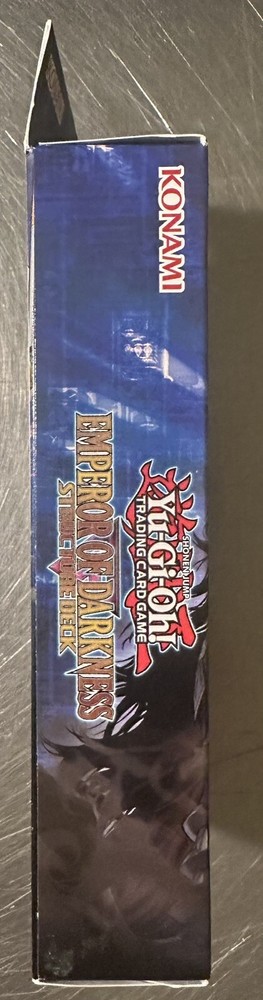 KONAMI
SHONEN JUMP
Yu-Gi-Oh!
TRADING CARD GAME
EMPEROR OF DARKNESS
STRUCTURE DECK